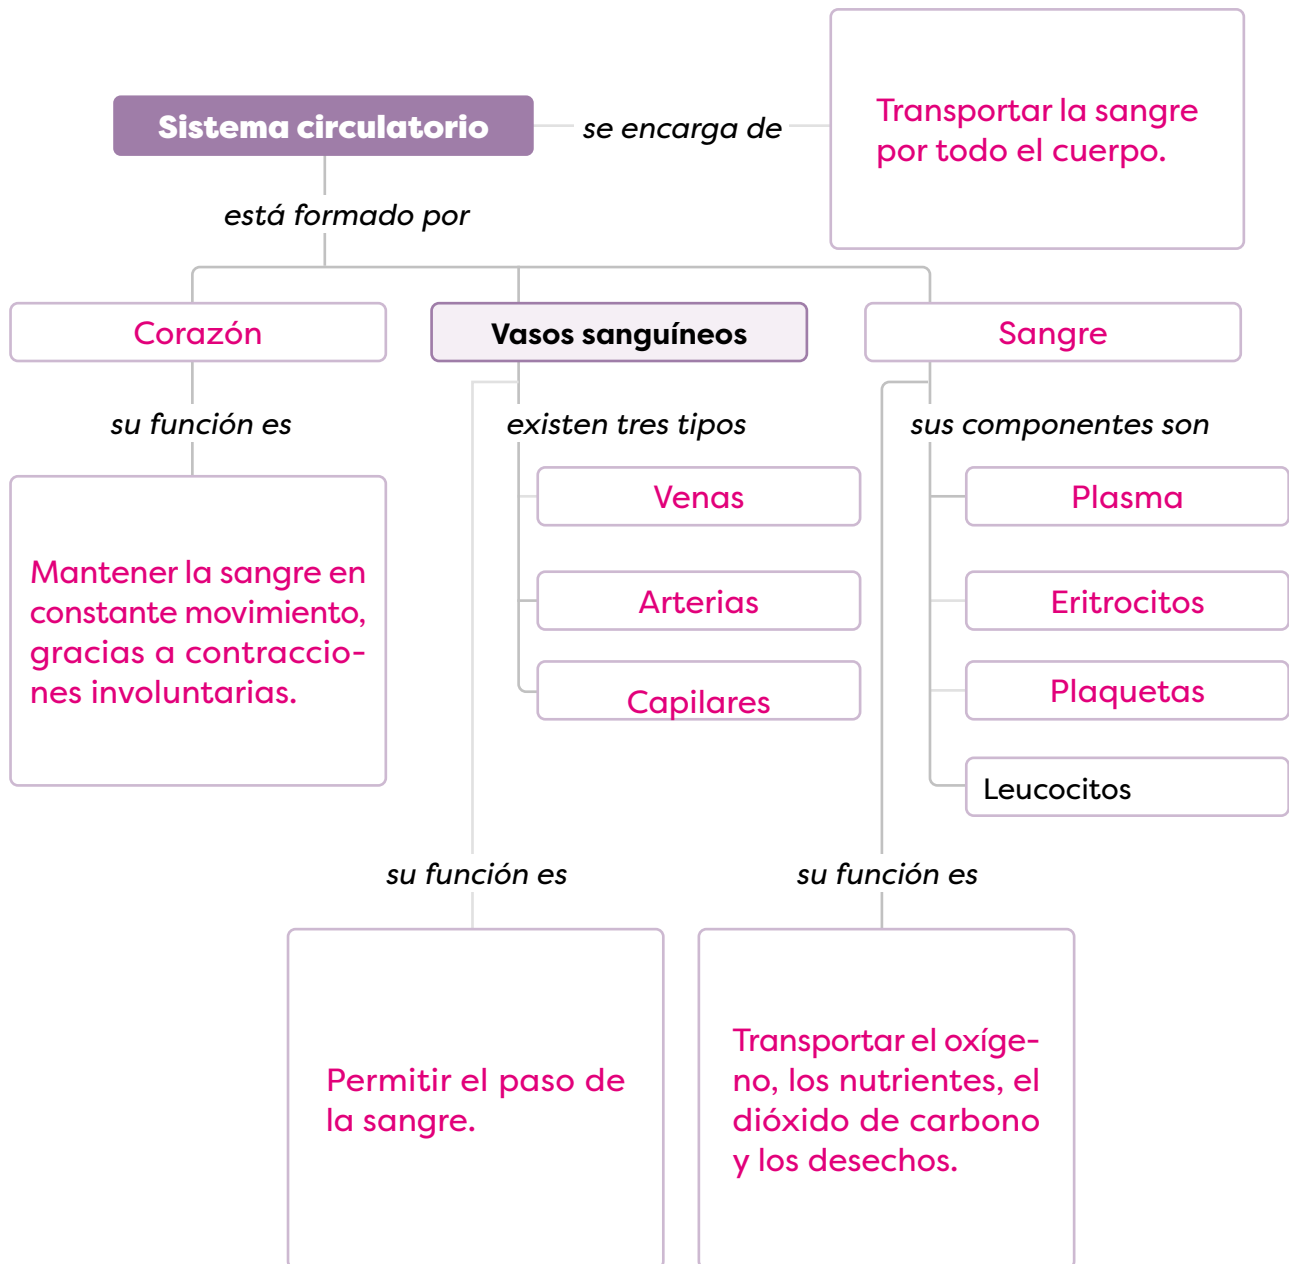 Sistema circulatorio
se encarga de
Transportar la sangre
por todo el cuerpo.
está formado por
Corazón
Vasos sanguíneos
Sangre
su función es
existen tres tipos
sus componentes son
Mantener la sangre en
constante movimiento,
gracias a contraccio-
nes involuntarias.
Venas
Arterias
Capilares
Plasma
Eritrocitos
Plaquetas
Leucocitos
su función es
su función es
Permitir el paso de
la sangre.
Transportar el oxíge-
no, los nutrientes, el
dióxido de carbono
y los desechos.